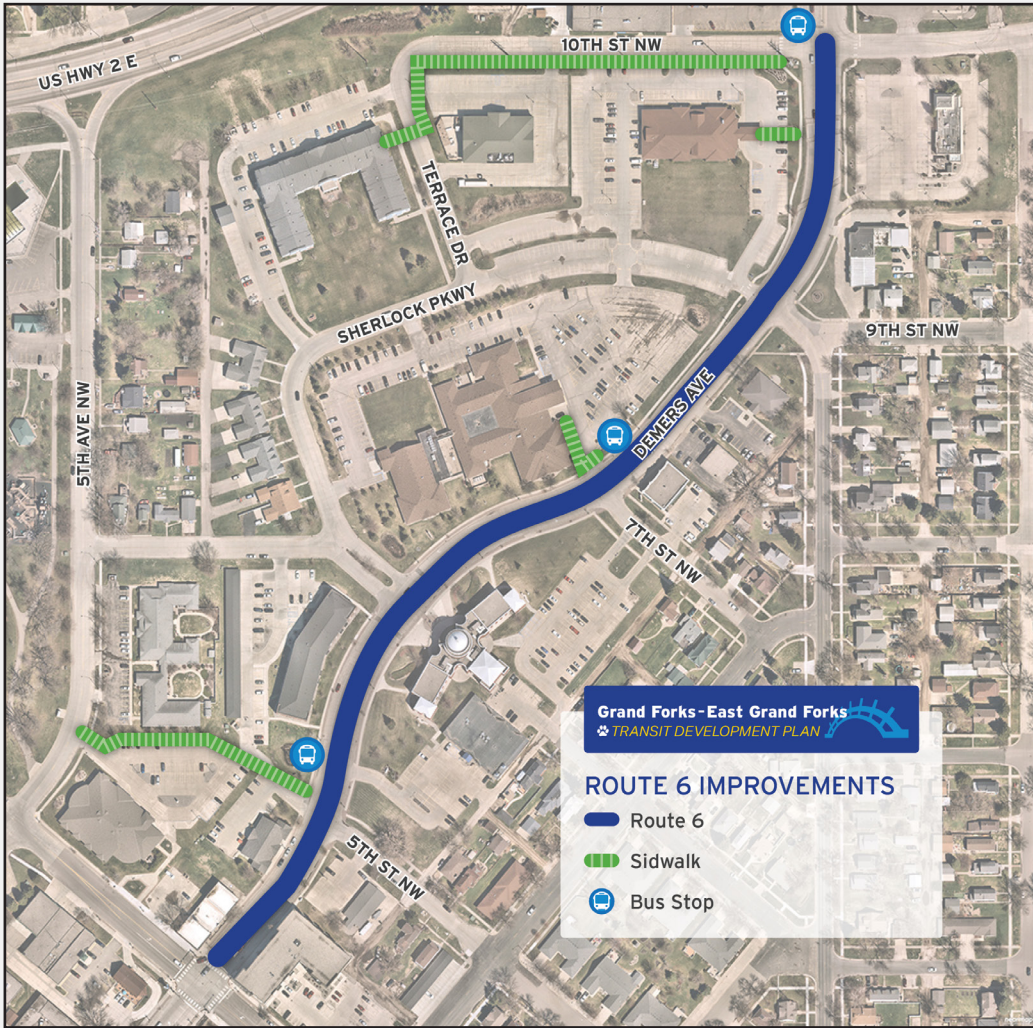 US HWY 2 E
10TH ST NW
TERRACE DR
SHERLOCK PKWY
9TH ST NW
5TH AVE NW
DEMERS AVE
7TH ST NW
5TH ST NW
Grand Forks-East Grand Forks
TRANSIT DEVELOPMENT PLAN
ROUTE 6 IMPROVEMENTS
Route 6
Sidwalk
Bus Stop